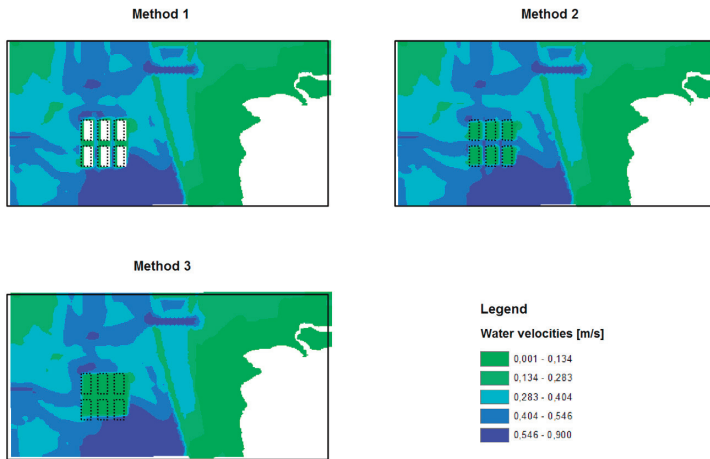 Method 1
Method 2
Method 3
Legend
Water velocities [m/s]
0,001 - 0,134
0,134 - 0,283
0,283 - 0,404
0,404 - 0,546
0,546 - 0,900